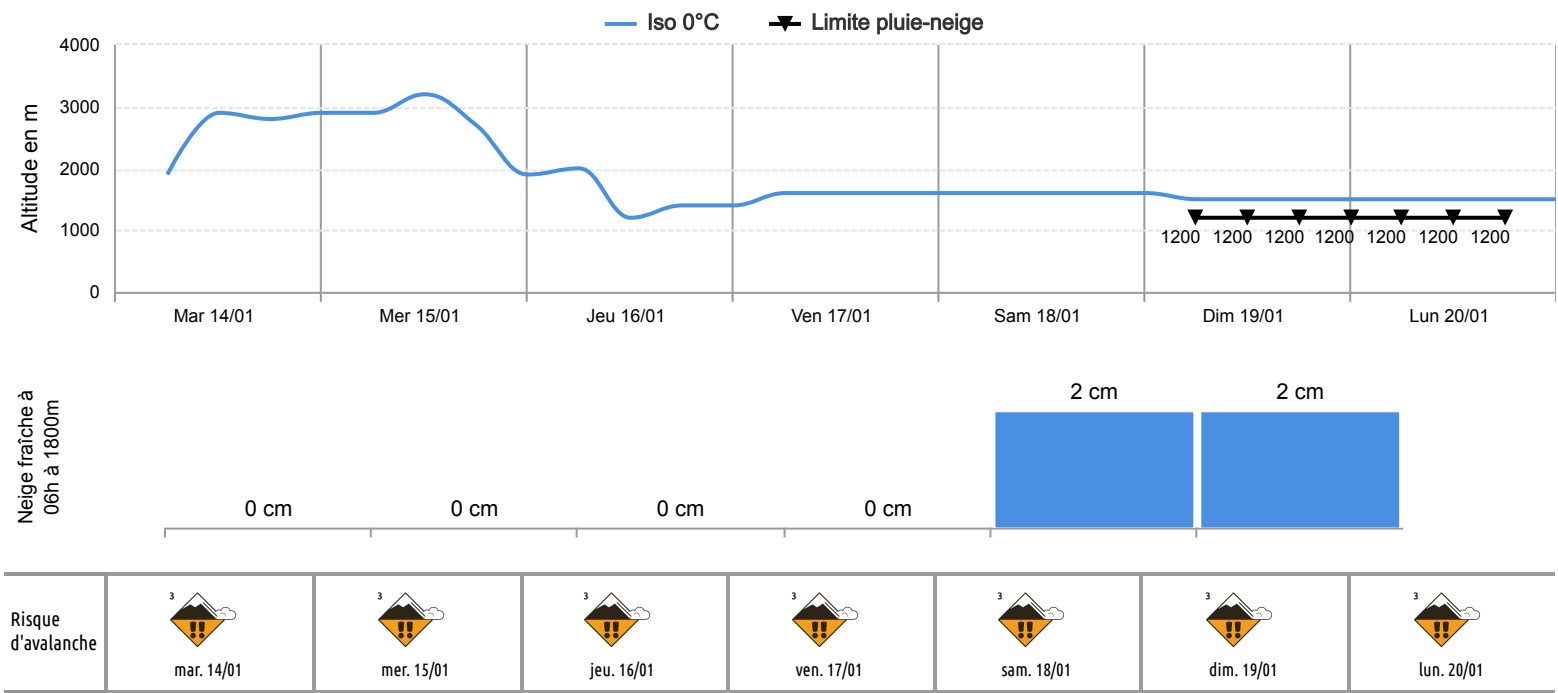 Iso 0°C Limite pluie-neige
Altitude en m
4000
3000
2000
1000
0
1200 1200 1200 1200 1200 1200 1200
Mar 14/01 Mer 15/01 Jeu 16/01 Ven 17/01 Sam 18/01 Dim 19/01 Lun 20/01
Neige fraîche à
06h à 1800m
0 cm 0 cm 0 cm 0 cm 2 cm 2 cm
Risque
d'avalanche
3 3 3 3 3 3 3
!! !! !! !! !! !! !!
mar. 14/01 mer. 15/01 jeu. 16/01 ven. 17/01 sam. 18/01 dim. 19/01 lun. 20/01